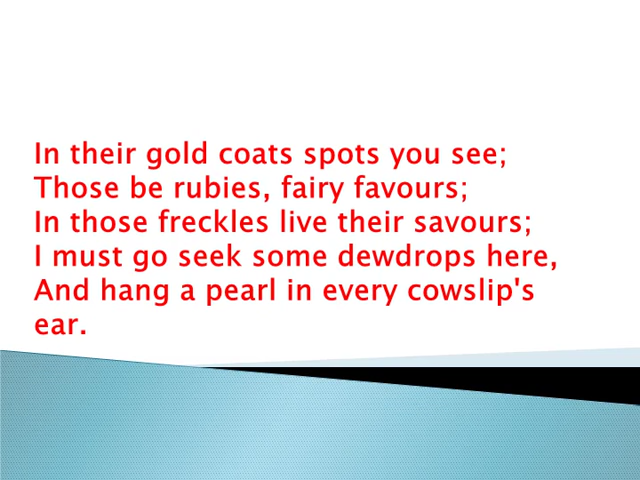 In their gold coats spots you see;
Those be rubies, fairy favours;
In those freckles live their savours;
I must go seek some dewdrops here,
And hang a pearl in every cowslip's
ear.